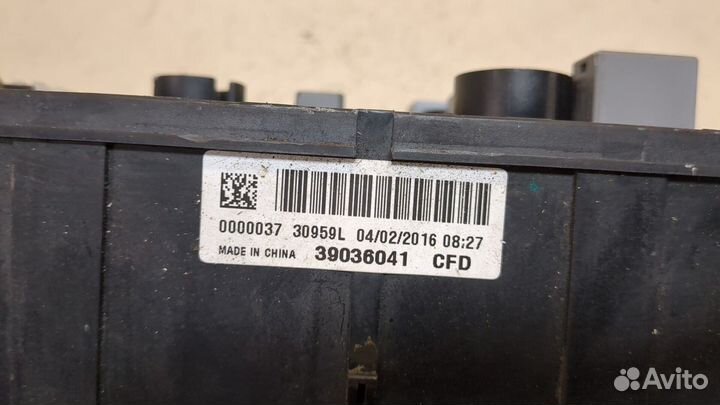 0000037 30959L 04/02/2016 08:27
MADE IN CHINA 39036041 CFD
Avito